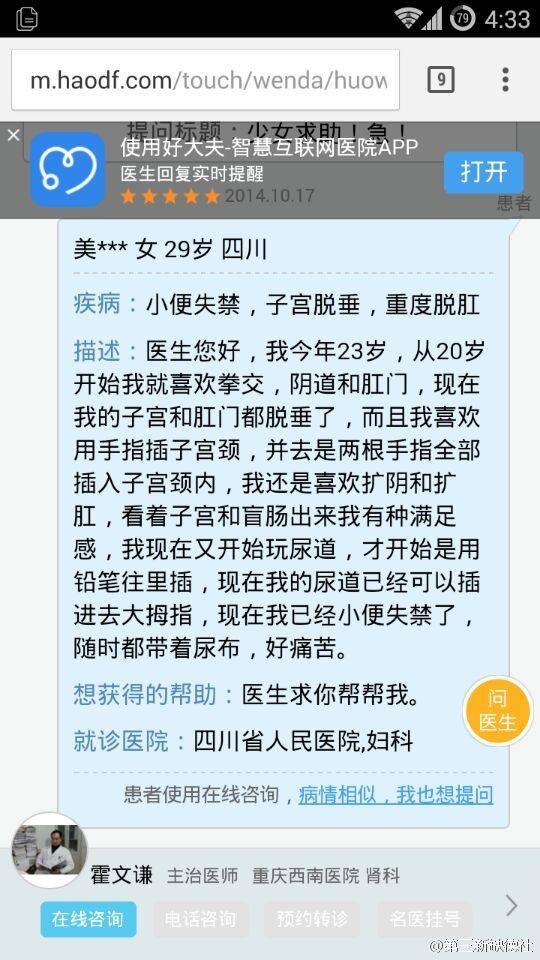 79 4:33
m.haodf.com/touch/wenda/huow
9
提问标题：少女求助！急！
使用好大夫-智慧互联网医院APP
医生回复实时提醒
打开
2014.10.17
患者
美*** 女 29岁 四川
疾病：小便失禁，子宫脱垂，重度脱肛
描述：医生您好，我今年23岁，从20岁
开始我就喜欢拳交，阴道和肛门，现在
我的子宫和肛门都脱垂了，而且我喜欢
用手指插子宫颈，并去是两根手指全部
插入子宫颈内，我还是喜欢扩阴和扩
肛，看着子宫和盲肠出来我有种满足
感，我现在又开始玩尿道，才开始是用
铅笔往里插，现在我的尿道已经可以插
进去大拇指，现在我已经小便失禁了，
随时都带着尿布，好痛苦。
想获得的帮助：医生求你帮帮我。
问
医生
就诊医院：四川省人民医院,妇科
患者使用在线咨询，病情相似，我也想提问
霍文谦 主治医师 重庆西南医院 肾科
在线咨询 电话咨询 预约转诊 名医挂号